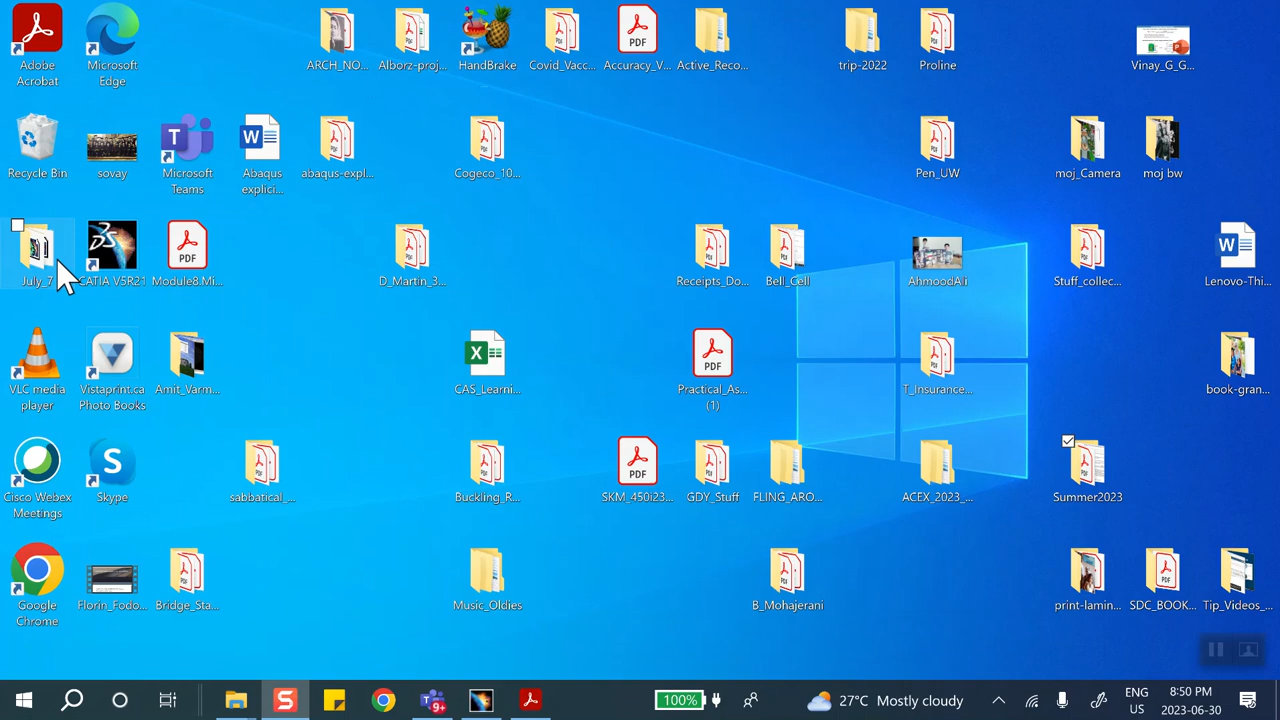 ARCH_NO...
Alborz-proj...
HandBrake
Covid_Vacc...
Accuracy_V...
Active_Reco...
trip-2022
Proline
Vinay_G_G...
Adobe
Acrobat
Microsoft
Edge
Recycle Bin
sovay
Microsoft
Teams
Abaqus
explici...
abaqus-expl...
Cogeco_10...
Pen_UW
moj_Camera
moj bw
July_7
CATIA V5R21
PDF
Module8.Mi...
D_Martin_3...
Receipts_Do...
Bell_Cell
AhmoodAli
Stuff_collec...
Lenovo-Thi...
VLC media
player
Vistaprint.ca
Photo Books
Amit_Varm...
CAS_Learni...
PDF
Practical_As...
(1)
T_Insurance...
book-gran...
Cisco Webex
Meetings
Skype
sabbatical_...
Buckling_R...
PDF
SKM_450i23...
GDY_Stuff
FLING_ARO...
ACEX_2023_...
Summer2023
Google
Chrome
Florin_Fodo...
Bridge_Sta...
Music_Oldies
B_Mohajerani
print-lamin...
SDC_BOOK...
Tip_Videos_...
9+
100%
27°C Mostly cloudy
ENG
US
8:50 PM
2023-06-30